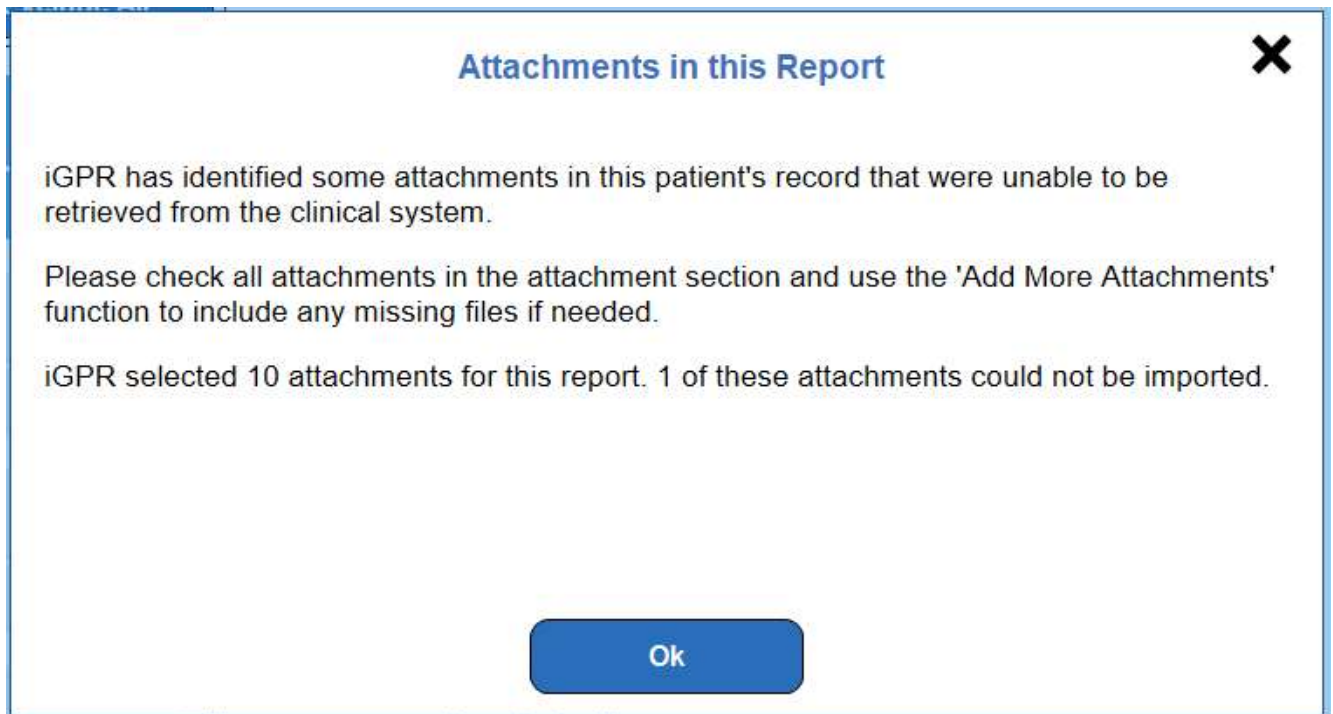 Attachments in this Report
iGPR has identified some attachments in this patient's record that were unable to be
retrieved from the clinical system.
Please check all attachments in the attachment section and use the 'Add More Attachments'
function to include any missing files if needed.
iGPR selected 10 attachments for this report. 1 of these attachments could not be imported.
Ok